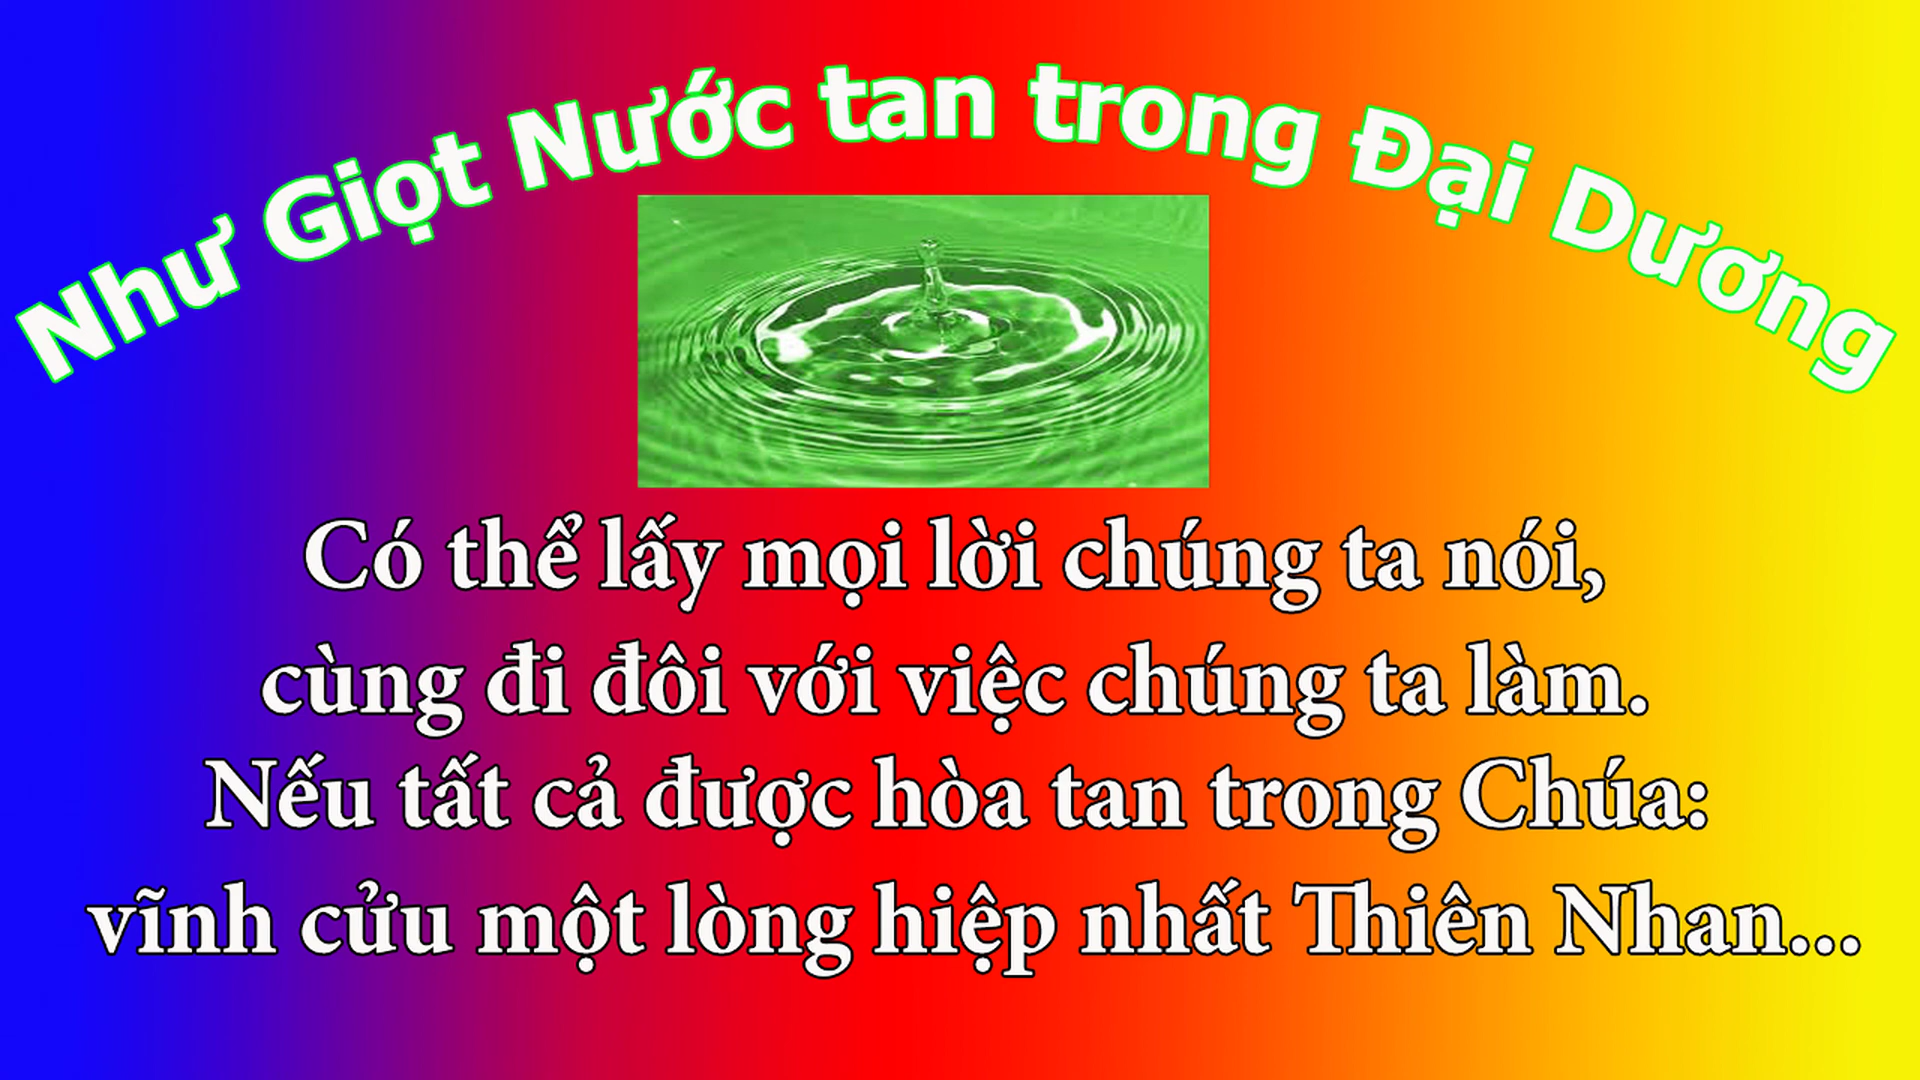 Như Giọt Nước tan trong Đại Dương
Có thể lấy mọi lời chúng ta nói,
cùng đi đôi với việc chúng ta làm.
Nếu tất cả được hòa tan trong Chúa:
vĩnh cửu một lòng hiệp nhất Thiên Nhan...